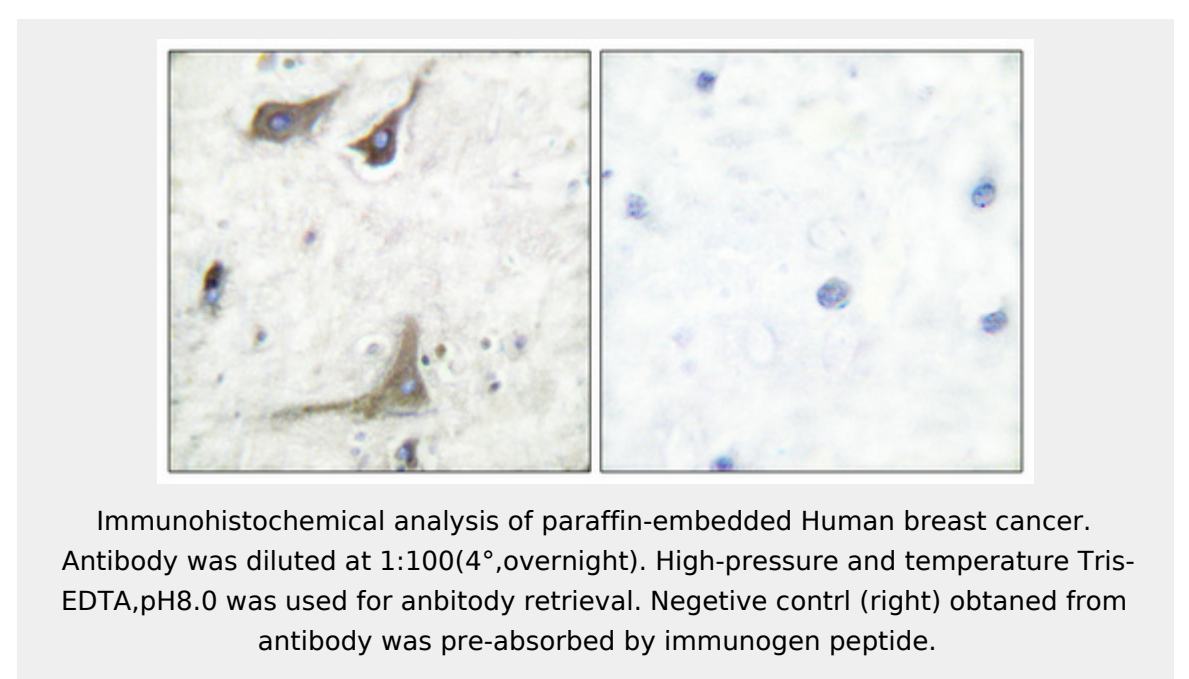 Immunohistochemical analysis of paraffin-embedded Human breast cancer.
Antibody was diluted at 1:100(4°,overnight). High-pressure and temperature Tris-
EDTA,pH8.0 was used for anbitody retrieval. Negetive contrl (right) obtaned from
antibody was pre-absorbed by immunogen peptide.